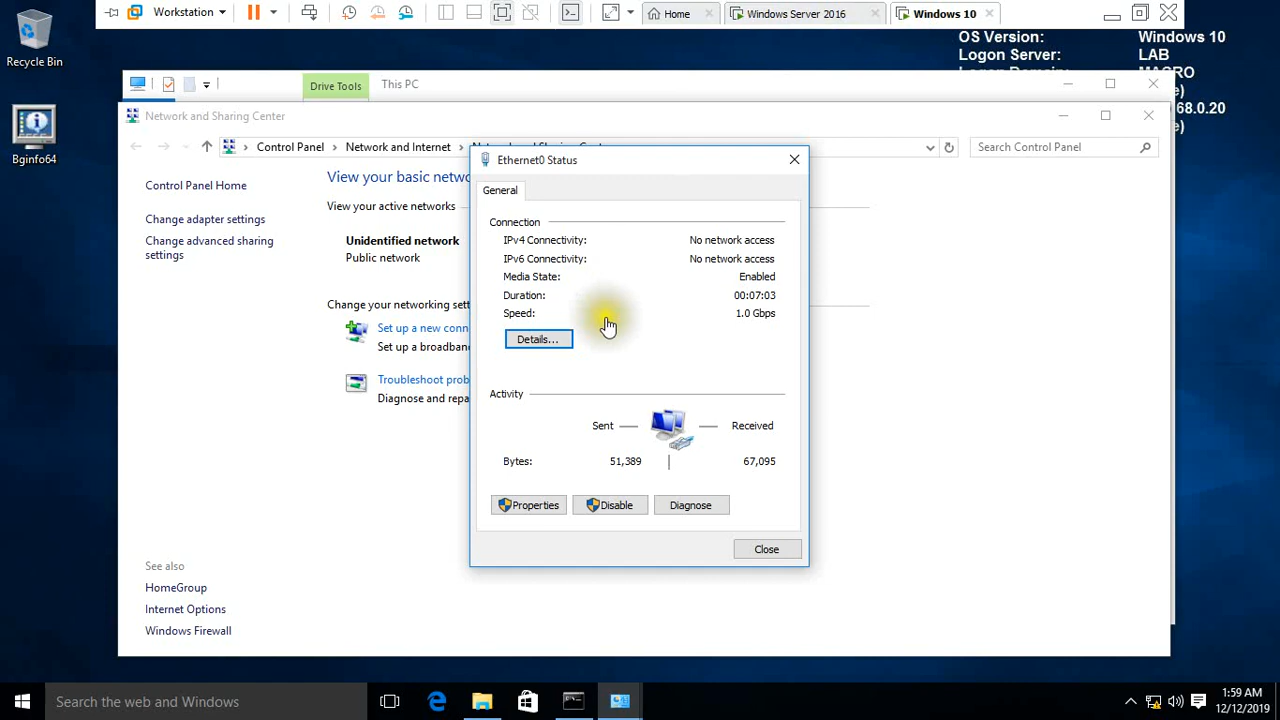 Workstation
Home
Windows Server 2016
Windows 10
OS Version: Windows 10
Logon Server: LAB
MACRO
68.0.20
Recycle Bin
Bginfo64
Drive Tools
This PC
Network and Sharing Center
Control Panel
Network and Internet
Search Control Panel
Control Panel Home
Change adapter settings
Change advanced sharing
settings
View your basic netwo
View your active networks
Unidentified network
Public network
Change your networking sett
Set up a new conn
Set up a broadban
Troubleshoot prob
Diagnose and repa
See also
HomeGroup
Internet Options
Windows Firewall
Ethernet0 Status
General
Connection
IPv4 Connectivity: No network access
IPv6 Connectivity: No network access
Media State: Enabled
Duration: 00:07:03
Speed: 1.0 Gbps
Details...
Activity
Sent
Received
Bytes: 51,389 67,095
Properties
Disable
Diagnose
Close
Search the web and Windows
1:59 AM
12/12/2019